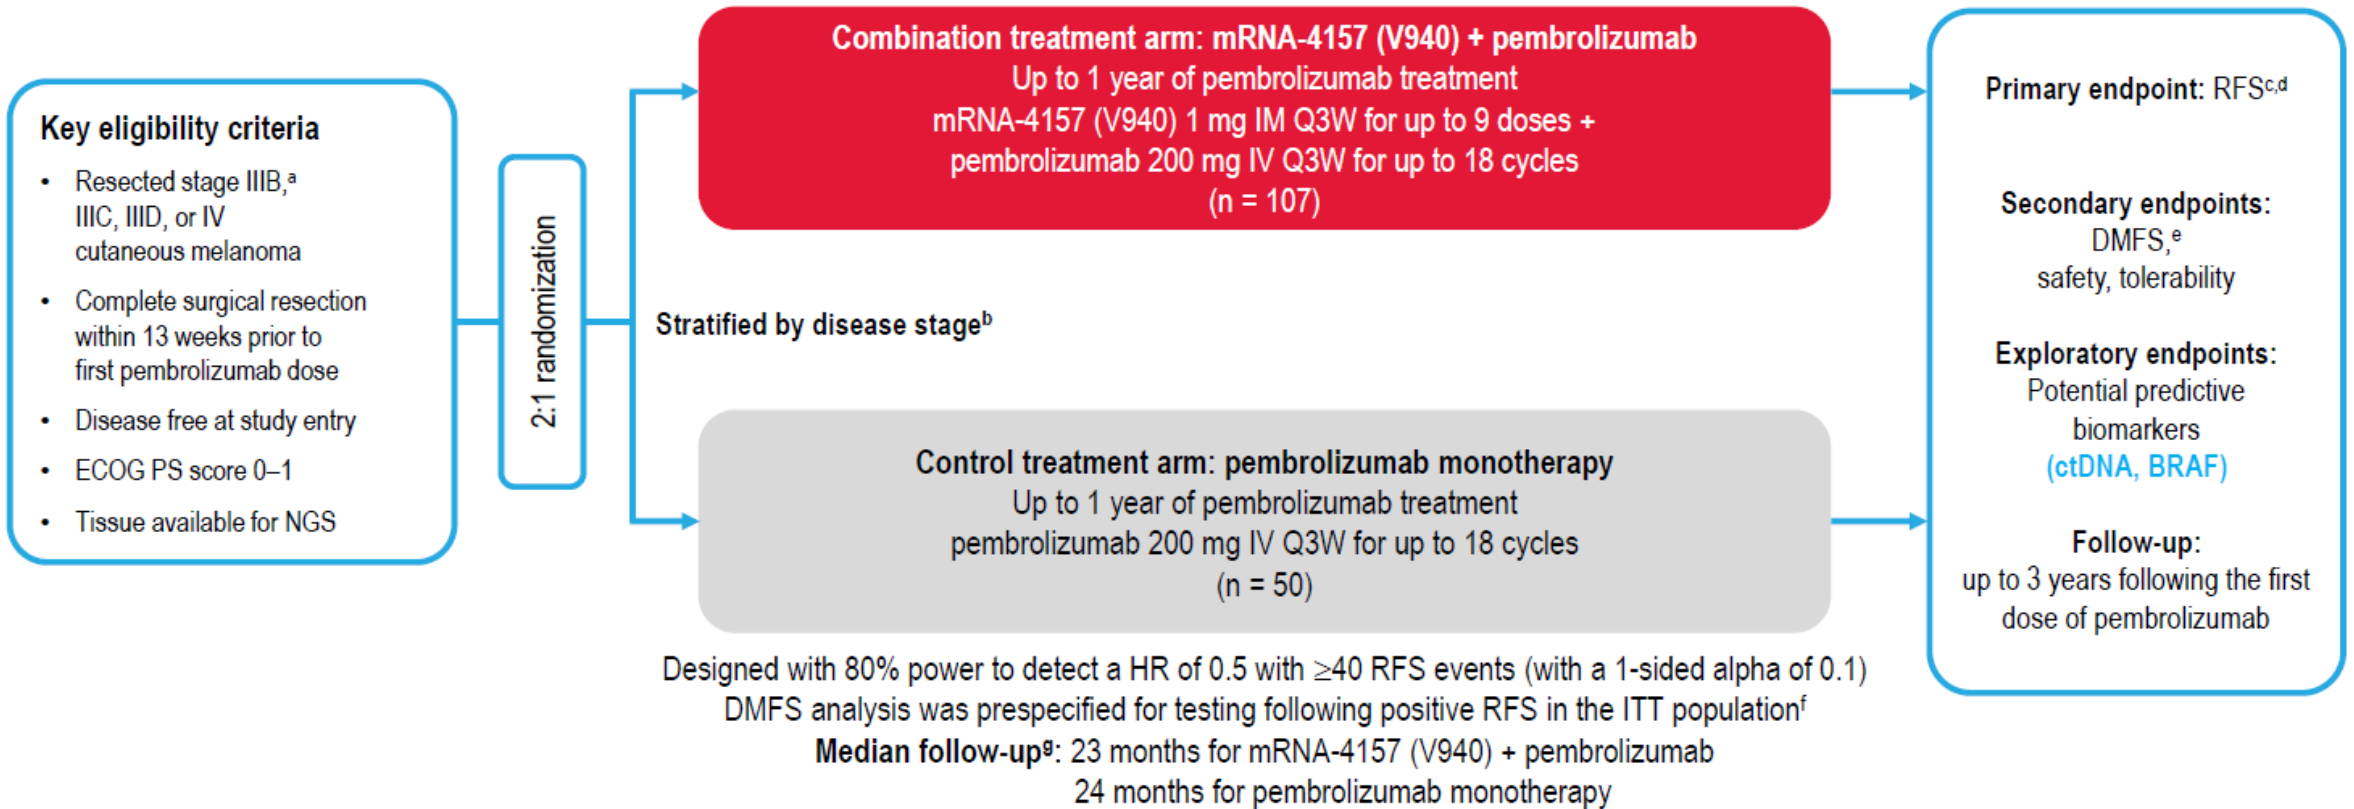 Key eligibility criteria
• Resected stage IIIB,ᵃ
IIIC, IIID, or IV
cutaneous melanoma
• Complete surgical resection
within 13 weeks prior to
first pembrolizumab dose
• Disease free at study entry
• ECOG PS score 0–1
• Tissue available for NGS
2:1 randomization
Combination treatment arm: mRNA-4157 (V940) + pembrolizumab
Up to 1 year of pembrolizumab treatment
mRNA-4157 (V940) 1 mg IM Q3W for up to 9 doses +
pembrolizumab 200 mg IV Q3W for up to 18 cycles
(n = 107)
Stratified by disease stageᵇ
Control treatment arm: pembrolizumab monotherapy
Up to 1 year of pembrolizumab treatment
pembrolizumab 200 mg IV Q3W for up to 18 cycles
(n = 50)
Designed with 80% power to detect a HR of 0.5 with ≥40 RFS events (with a 1-sided alpha of 0.1)
DMFS analysis was prespecified for testing following positive RFS in the ITT populationᶠ
Median follow-upᵍ: 23 months for mRNA-4157 (V940) + pembrolizumab
24 months for pembrolizumab monotherapy
Primary endpoint: RFSᶜ,ᵈ
Secondary endpoints:
DMFS,ᵉ
safety, tolerability
Exploratory endpoints:
Potential predictive
biomarkers
(ctDNA, BRAF)
Follow-up:
up to 3 years following the first
dose of pembrolizumab